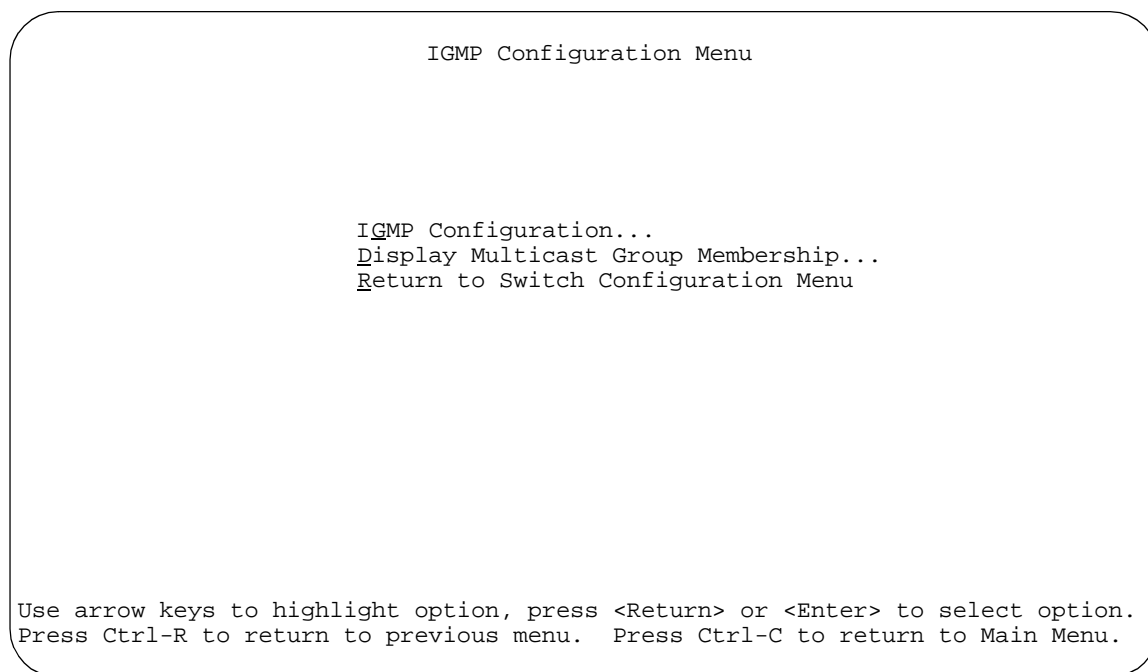 IGMP Configuration Menu
IGMP Configuration...
Display Multicast Group Membership...
Return to Switch Configuration Menu
Use arrow keys to highlight option, press <Return> or <Enter> to select option.
Press Ctrl-R to return to previous menu.  Press Ctrl-C to return to Main Menu.